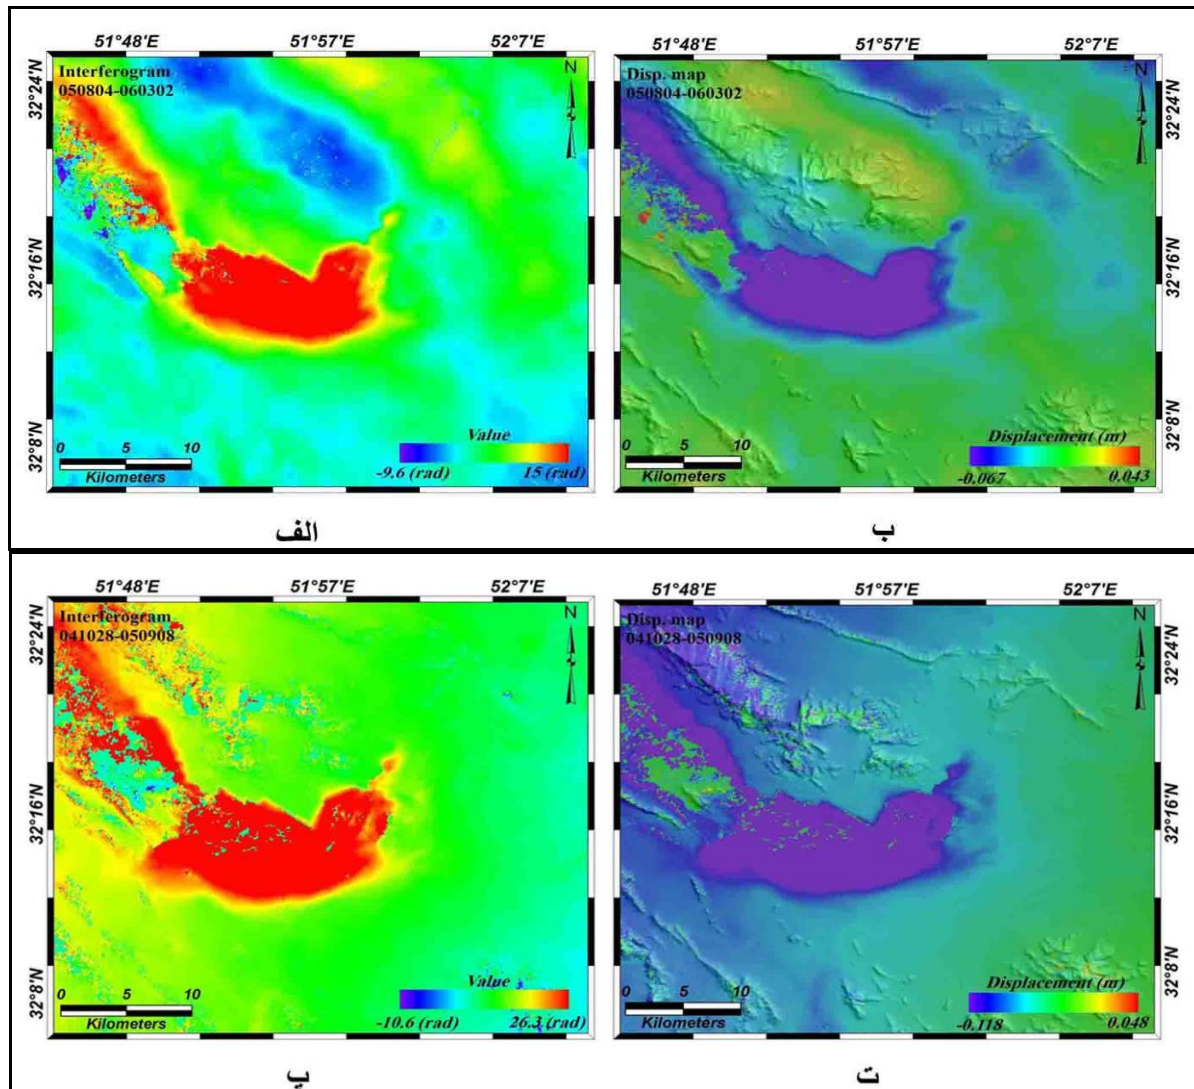 51°48'E 51°57'E 52°7'E
51°48'E 51°57'E 52°7'E
32°24'N
32°16'N
32°8'N
Interferogram
050804-060302
N
0 5 10
Kilometers
Value
-9.6 (rad) 15 (rad)
Disp. map
050804-060302
N
32°24'N
32°16'N
32°8'N
0 5 10
Kilometers
Displacement (m)
-0.067 0.043
الف
ب
51°48'E 51°57'E 52°7'E
51°48'E 51°57'E 52°7'E
32°24'N
32°16'N
32°8'N
Interferogram
041028-050908
N
0 5 10
Kilometers
Value
-10.6 (rad) 26.3 (rad)
Disp. map
041028-050908
N
32°24'N
32°16'N
32°8'N
0 5 10
Kilometers
Displacement (m)
-0.118 0.048
پ
ت